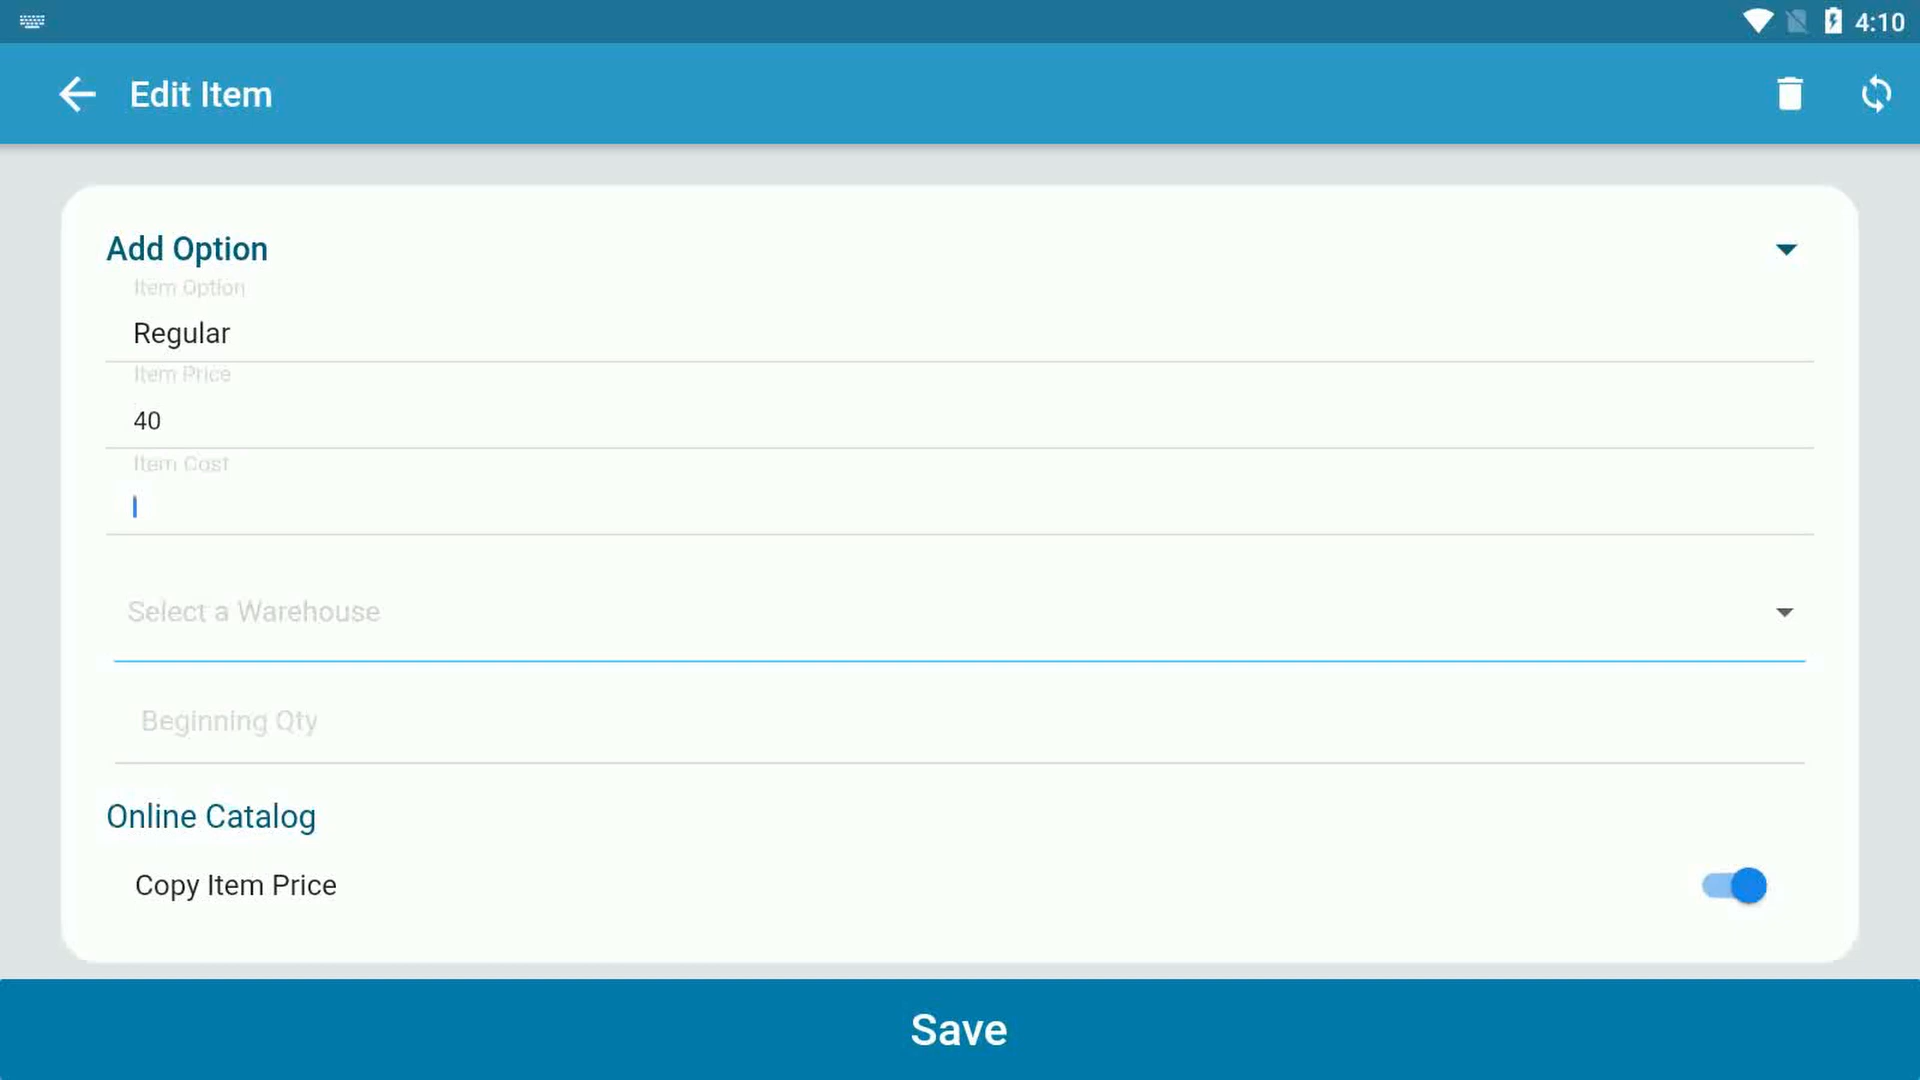 4:10
Edit Item
Add Option
Item Option
Regular
Item Price
40
Item Cost
Select a Warehouse
Beginning Qty
Online Catalog
Copy Item Price
Save